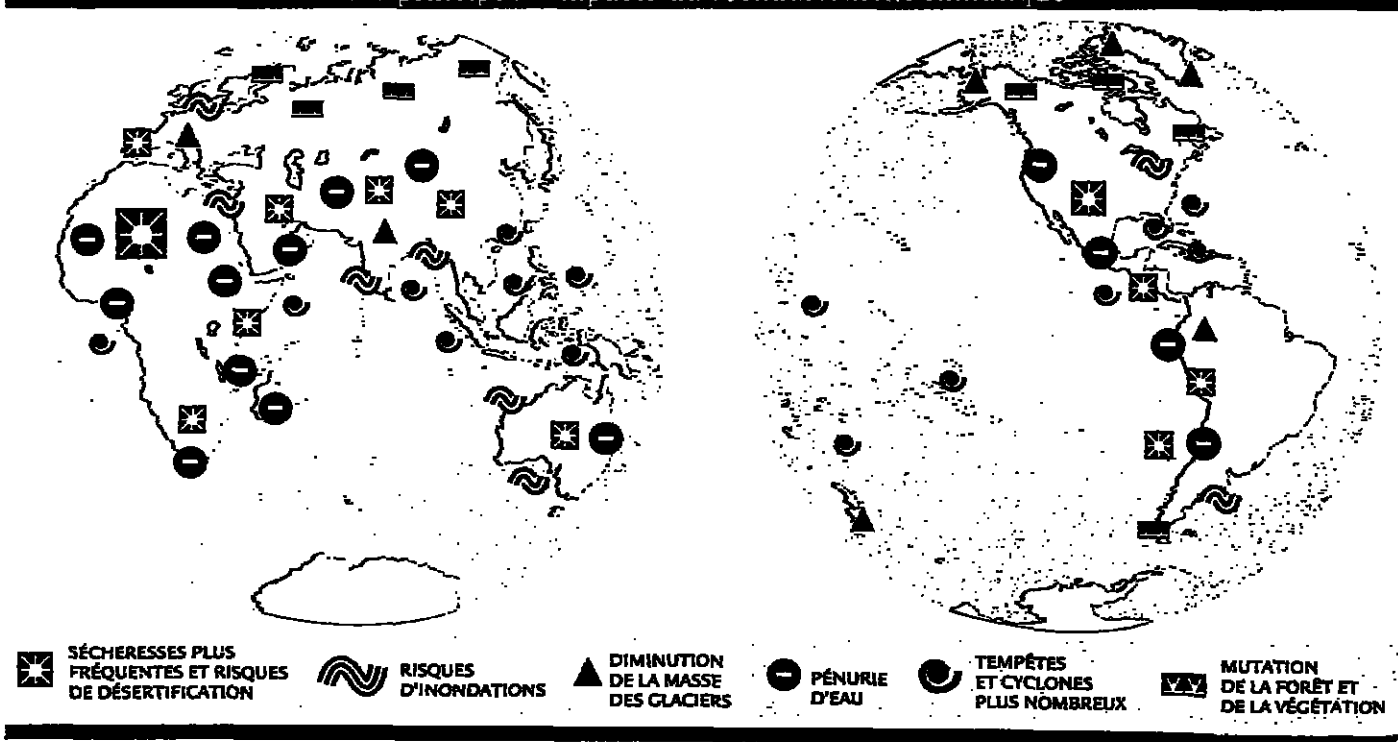 SÉCHERESSES PLUS
FRÉQUENTES ET RISQUES
DE DÉSERTIFICATION
RISQUES
D'INONDATIONS
DIMINUTION
DE LA MASSE
DES GLACIERS
PÉNURIE
D'EAU
TEMPÊTES
ET CYCLONES
PLUS NOMBREUX
MUTATION
DE LA FORÊT ET
DE LA VÉGÉTATION